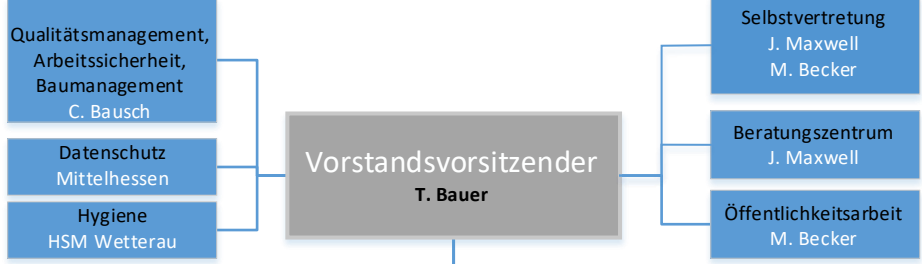 Qualitätsmanagement,
Arbeitssicherheit,
Baumanagement
C. Bausch
Datenschutz
Mittelhessen
Hygiene
HSM Wetterau
Vorstandsvorsitzender
T. Bauer
Selbstvertretung
J. Maxwell
M. Becker
Beratungszentrum
J. Maxwell
Öffentlichkeitsarbeit
M. Becker